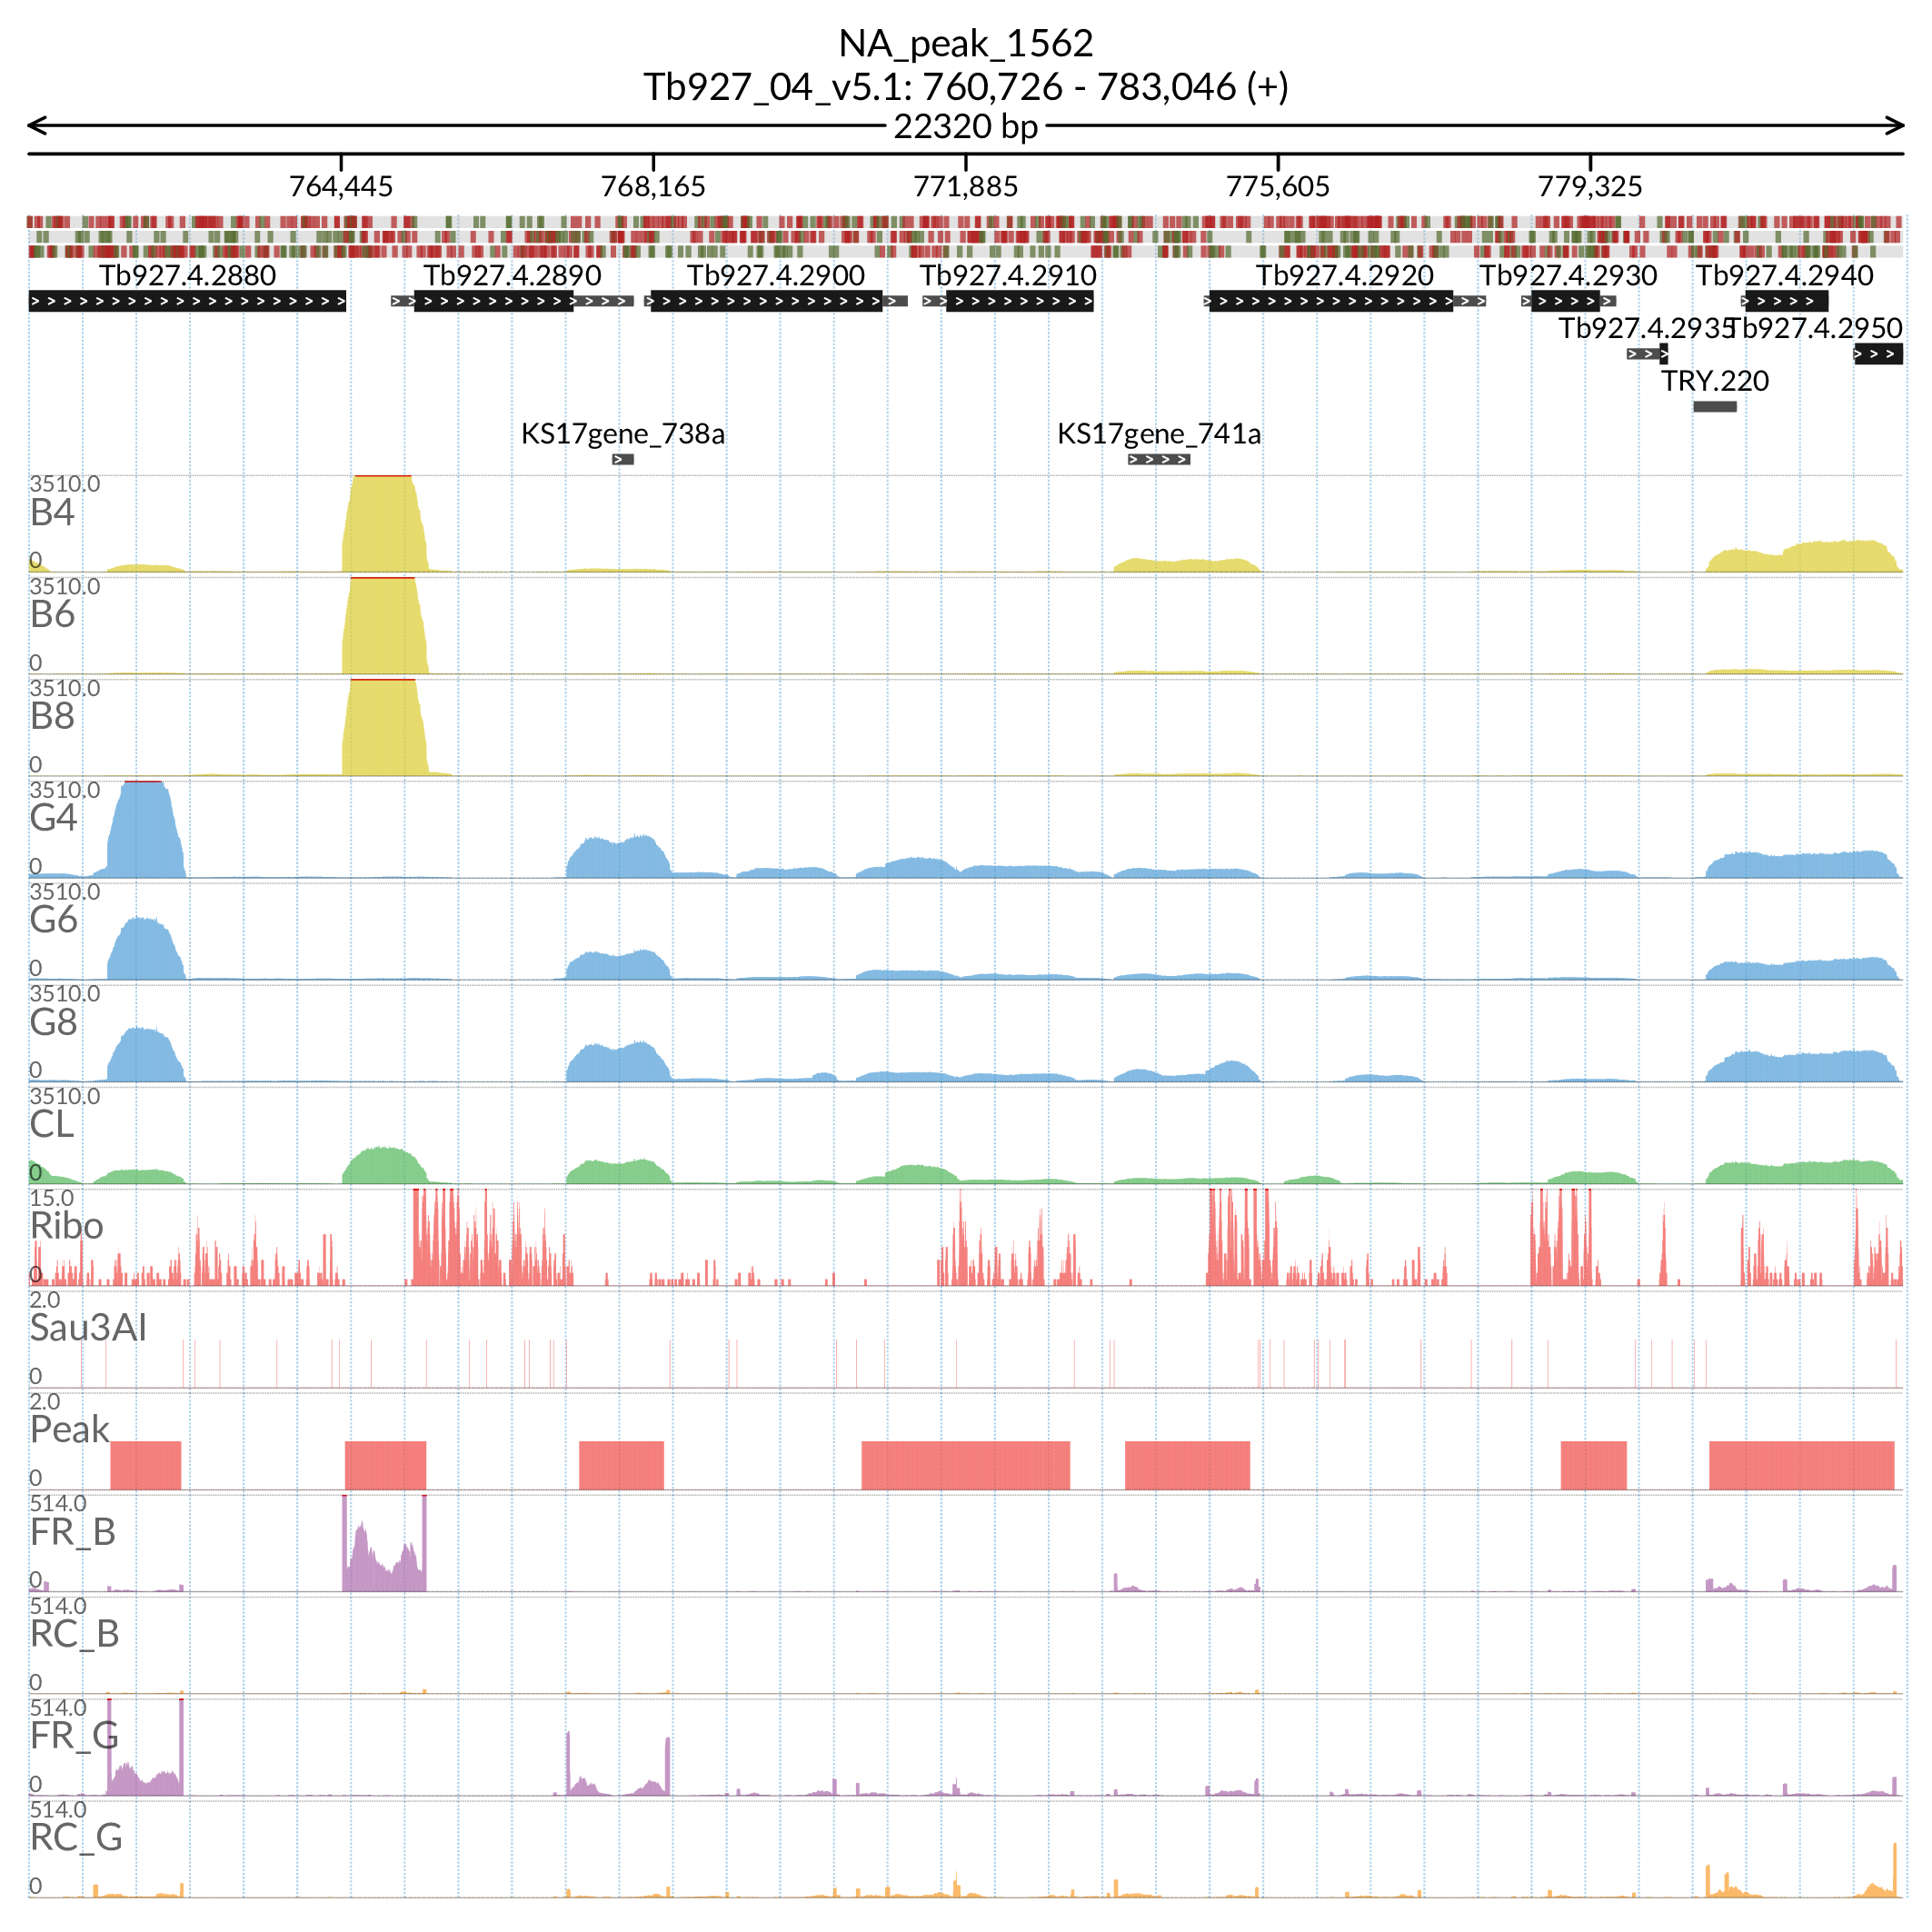 NA_peak_1562
Tb927_04_v5.1: 760,726 - 783,046 (+)
22320 bp
764,445 768,165 771,885 775,605 779,325
Tb927.4.2880 Tb927.4.2890 Tb927.4.2900 Tb927.4.2910 Tb927.4.2920 Tb927.4.2930 Tb927.4.2940
Tb927.4.2935 Tb927.4.2950
TRY.220
KS17gene_738a KS17gene_741a
3510.0
B4
0
3510.0
B6
0
3510.0
B8
0
3510.0
G4
0
3510.0
G6
0
3510.0
G8
0
3510.0
CL
0
15.0
Ribo
0
2.0
Sau3AI
0
2.0
Peak
0
514.0
FR_B
0
514.0
RC_B
0
514.0
FR_G
0
514.0
RC_G
0